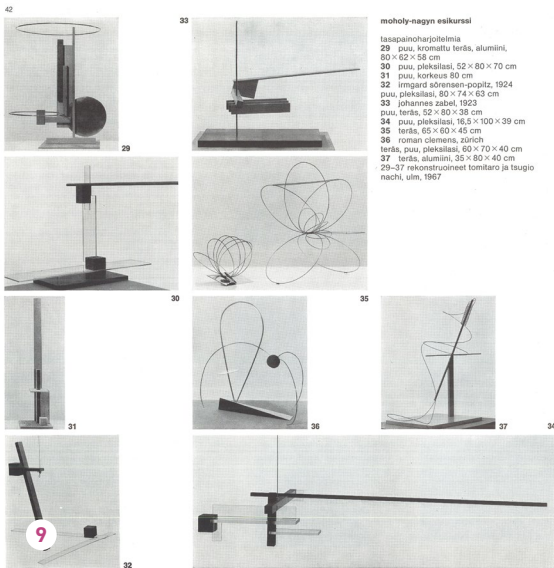 42
33
moholy-nagyn esikurssi
tasapainoharjoitelmia
29 puu, kromattu teräs, alumiini,
80×62×58 cm
30 puu, pleksilasi, 52×80×70 cm
31 puu, korkeus 80 cm
32 irmgard sörensen-popitz, 1924
puu, pleksilasi, 80×74×63 cm
33 johannes zabel, 1923
puu, teräs, 52×80×38 cm
34 puu, pleksilasi, 16,5×100×39 cm
35 teräs, 65×60×45 cm
36 roman clemens, zürich
teräs, puu, pleksilasi, 60×70×40 cm
37 teräs, alumiini, 35×80×40 cm
29–37 rekonstruoineet tomitaro ja tsugio
nachi, ulm, 1967
29
30
35
31
36
37
34
9
32